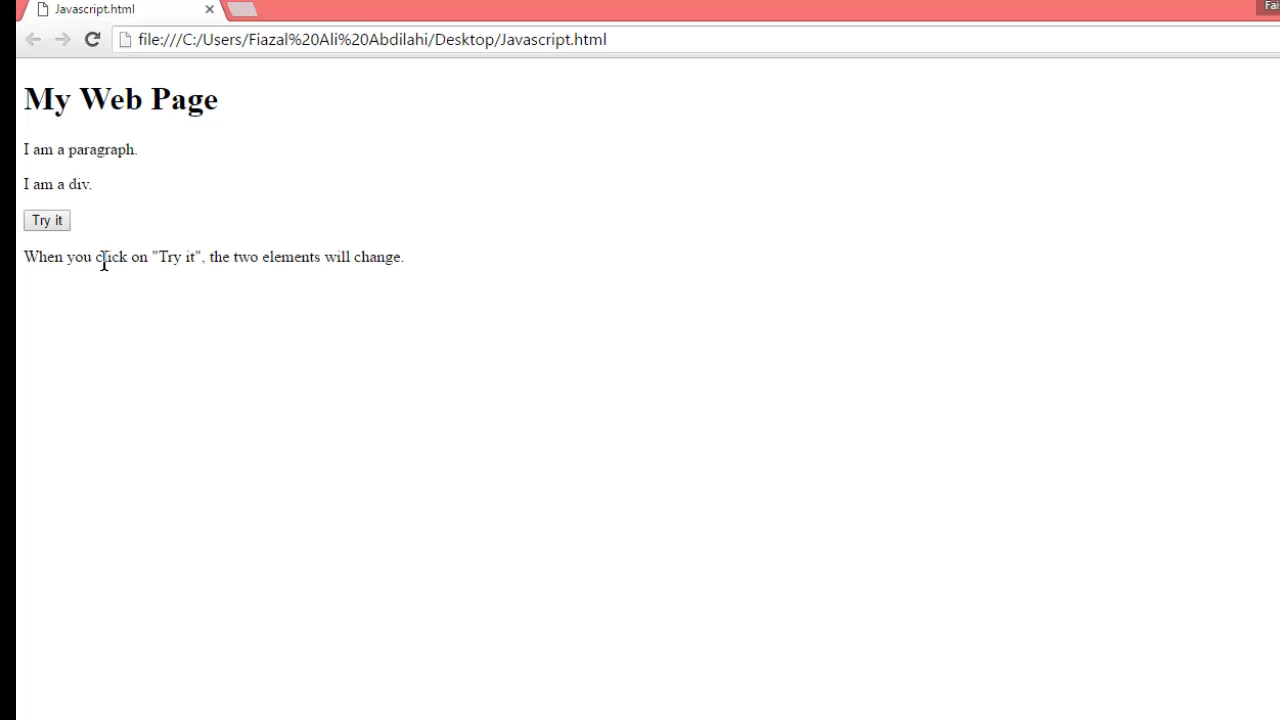 Javascript.html
Fai
file:///C:/Users/Fiazal%20Ali%20Abdilahi/Desktop/Javascript.html
My Web Page
I am a paragraph.
I am a div.
Try it
When you click on "Try it", the two elements will change.